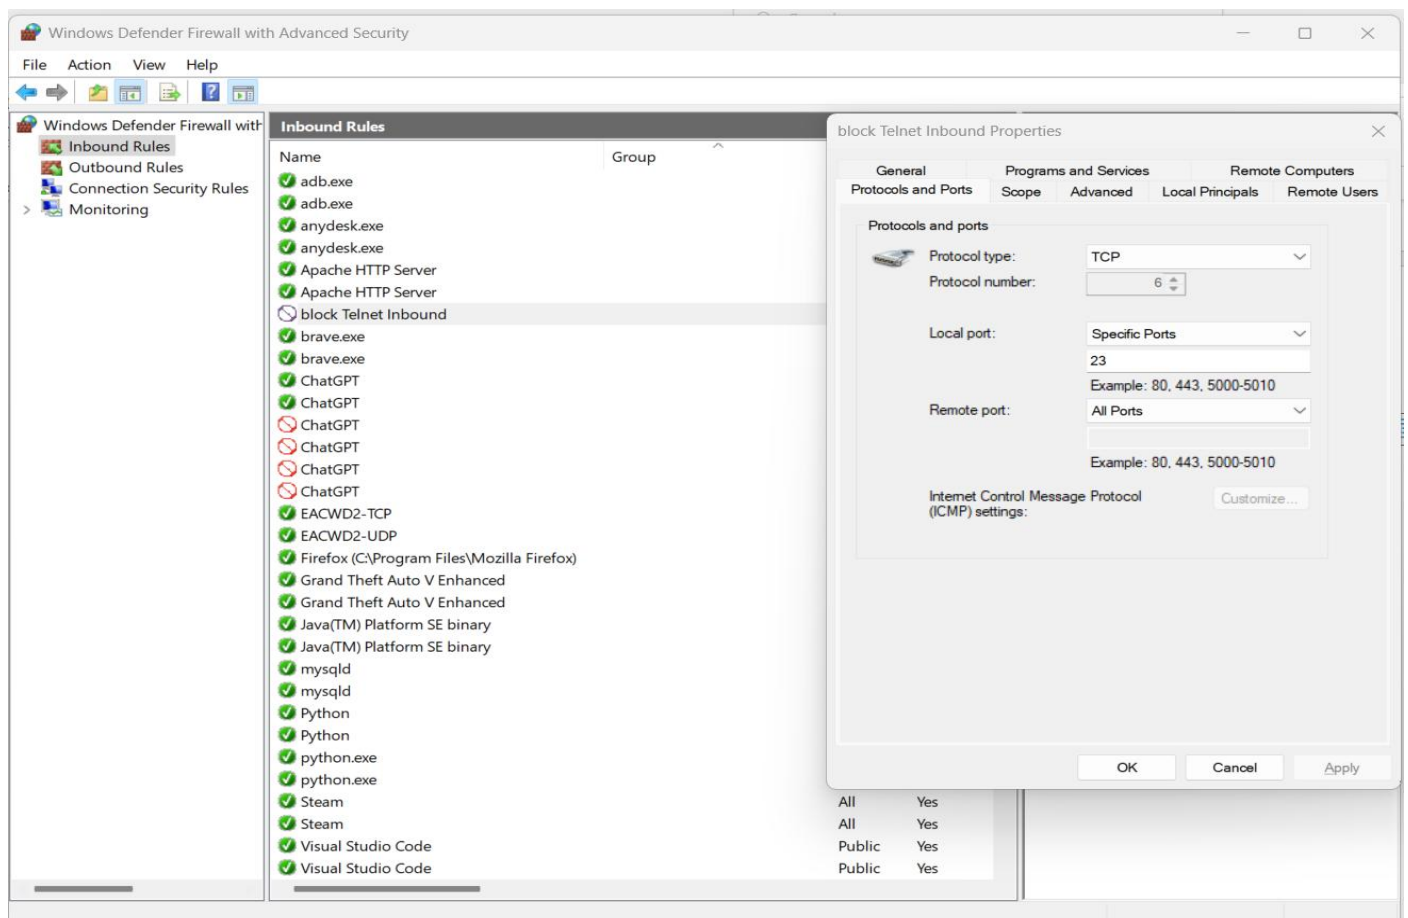 Windows Defender Firewall with Advanced Security
File Action View Help
Windows Defender Firewall with
Inbound Rules
Outbound Rules
Connection Security Rules
Monitoring
Inbound Rules
Name Group
adb.exe
adb.exe
anydesk.exe
anydesk.exe
Apache HTTP Server
Apache HTTP Server
block Telnet Inbound
brave.exe
brave.exe
ChatGPT
ChatGPT
ChatGPT
ChatGPT
ChatGPT
ChatGPT
EACWD2-TCP
EACWD2-UDP
Firefox (C:\Program Files\Mozilla Firefox)
Grand Theft Auto V Enhanced
Grand Theft Auto V Enhanced
Java(TM) Platform SE binary
Java(TM) Platform SE binary
mysqld
mysqld
Python
Python
python.exe
python.exe
Steam All Yes
Steam All Yes
Visual Studio Code Public Yes
Visual Studio Code Public Yes
block Telnet Inbound Properties
General Programs and Services Remote Computers
Protocols and Ports Scope Advanced Local Principals Remote Users
Protocols and ports
Protocol type: TCP
Protocol number: 6
Local port: Specific Ports
23
Example: 80, 443, 5000-5010
Remote port: All Ports
Example: 80, 443, 5000-5010
Internet Control Message Protocol
(ICMP) settings: Customize...
OK Cancel Apply